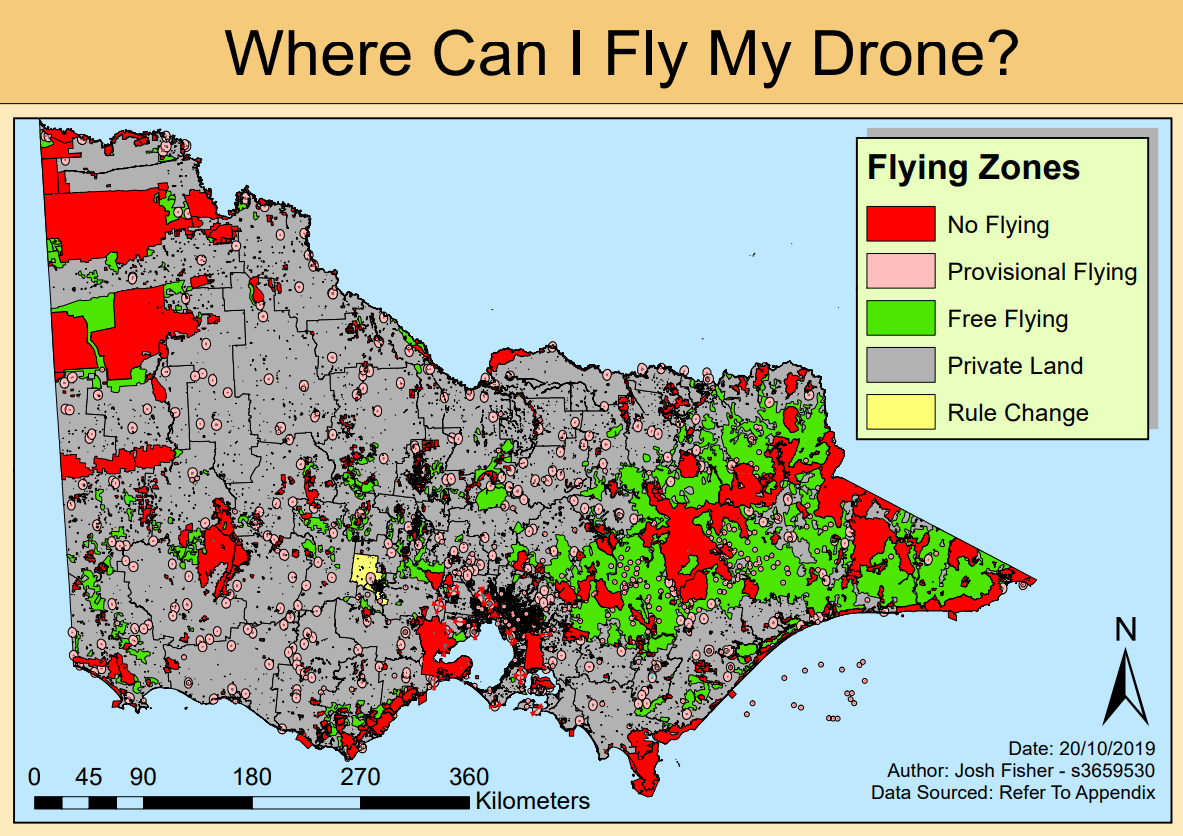 Where Can I Fly My Drone?
Flying Zones
No Flying
Provisional Flying
Free Flying
Private Land
Rule Change
N
Date: 20/10/2019
Author: Josh Fisher - s3659530
Data Sourced: Refer To Appendix
0 45 90 180 270 360
Kilometers